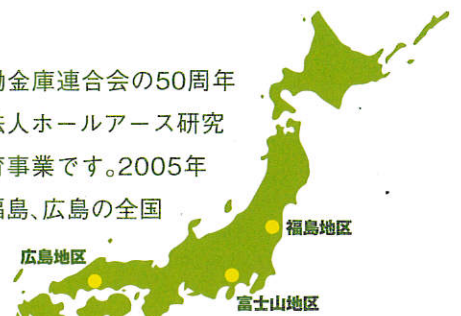 金庫連合会の50周年
法人ホールアース研究
育事業です。2005年
福島、広島の全国
福島地区
広島地区
富士山地区